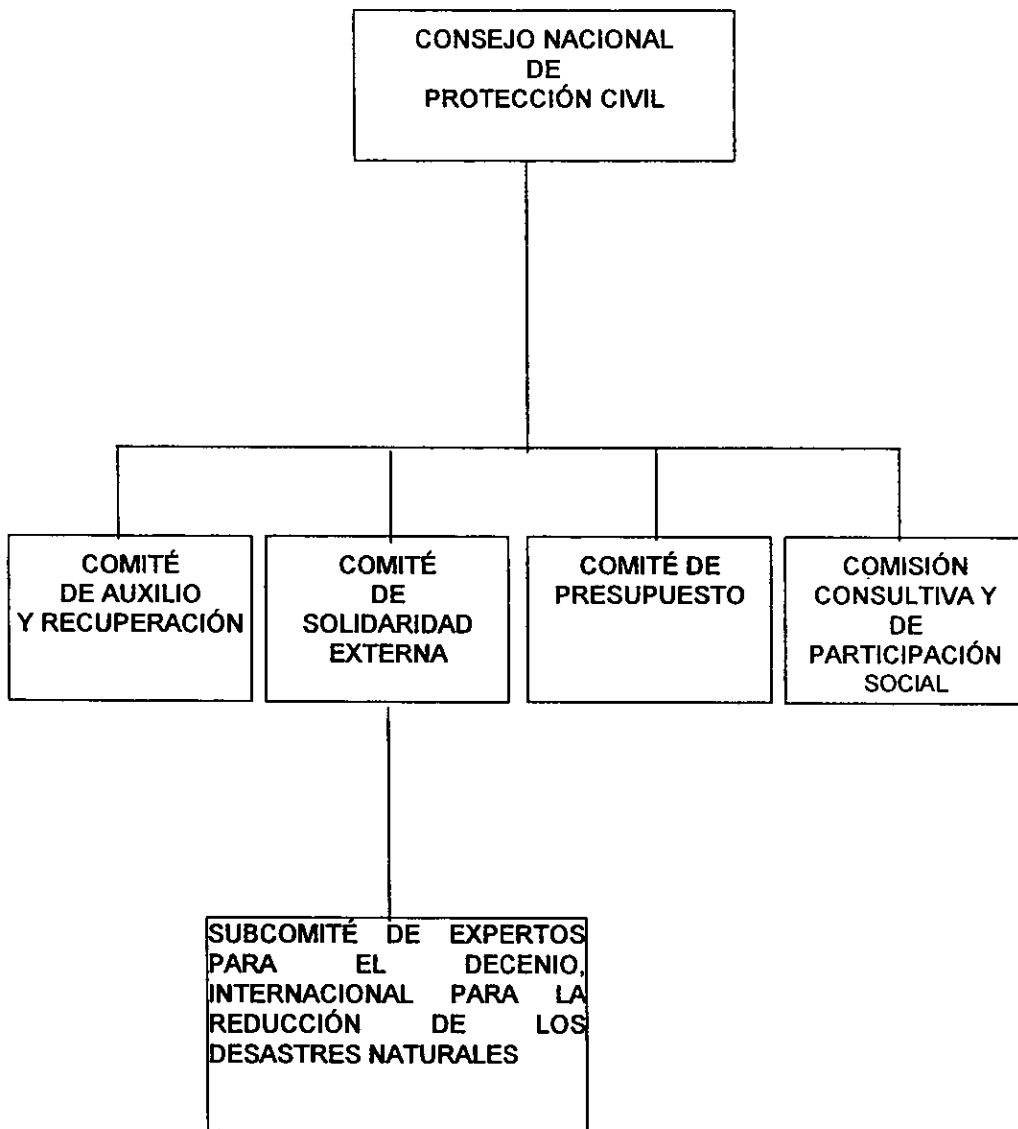 CONSEJO NACIONAL
DE
PROTECCIÓN CIVIL
COMITÉ
DE AUXILIO
Y RECUPERACIÓN
COMITÉ
DE
SOLIDARIDAD
EXTERNA
COMITÉ DE
PRESUPUESTO
COMISIÓN
CONSULTIVA Y
DE
PARTICIPACIÓN
SOCIAL
SUBCOMITÉ DE EXPERTOS
PARA EL DECENIO,
INTERNACIONAL PARA LA
REDUCCIÓN DE LOS
DESASTRES NATURALES